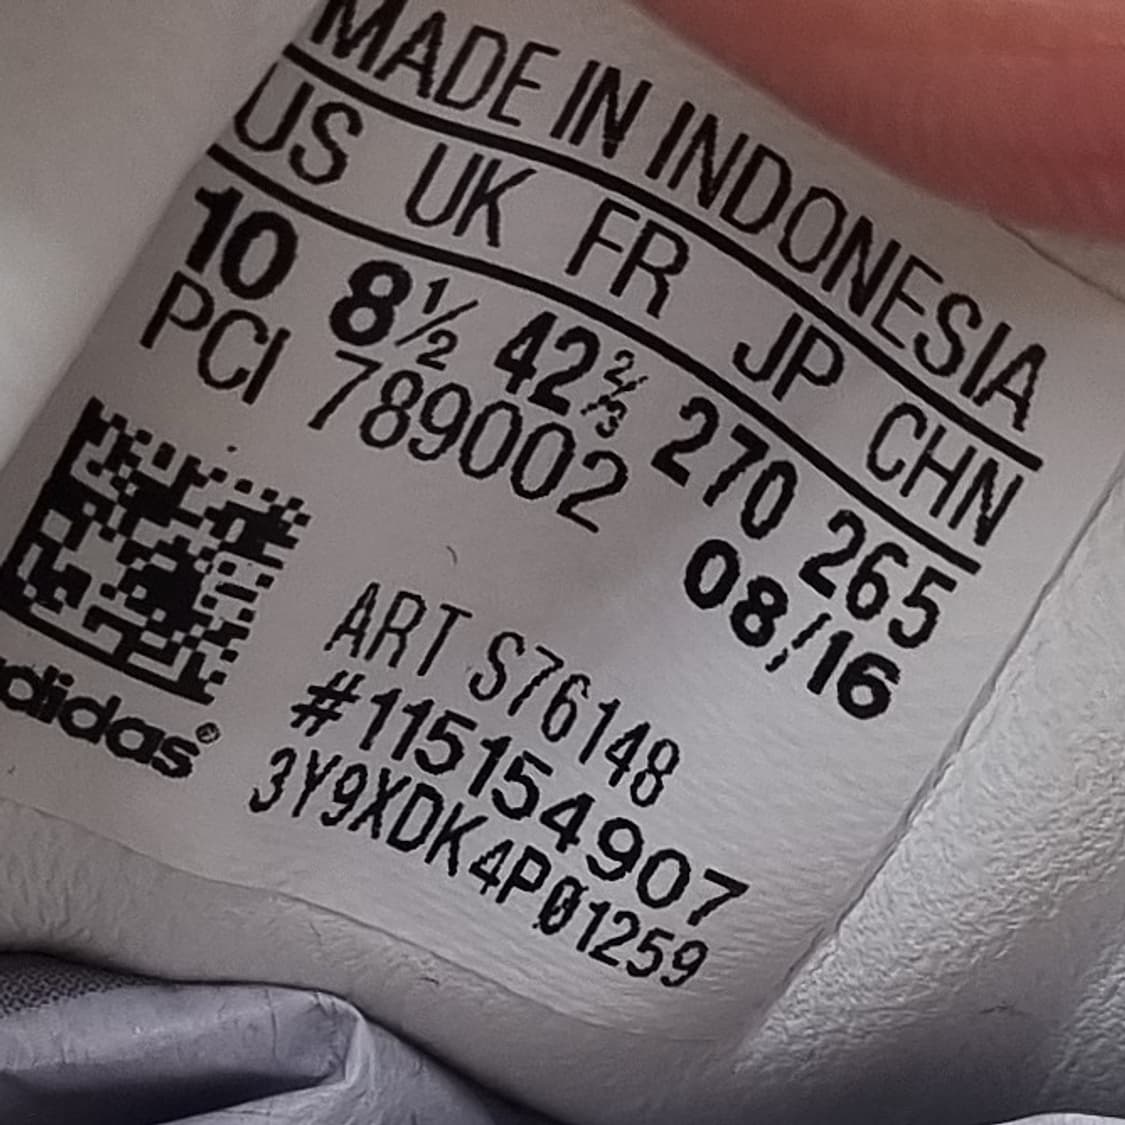 MADE IN INDONESIA
US UK FR JP CHN
10 8½ 42⅔ 270 265
PCI 789002 08/16
ART S76148
#115154907
3Y9XDK4P01259
adidas®